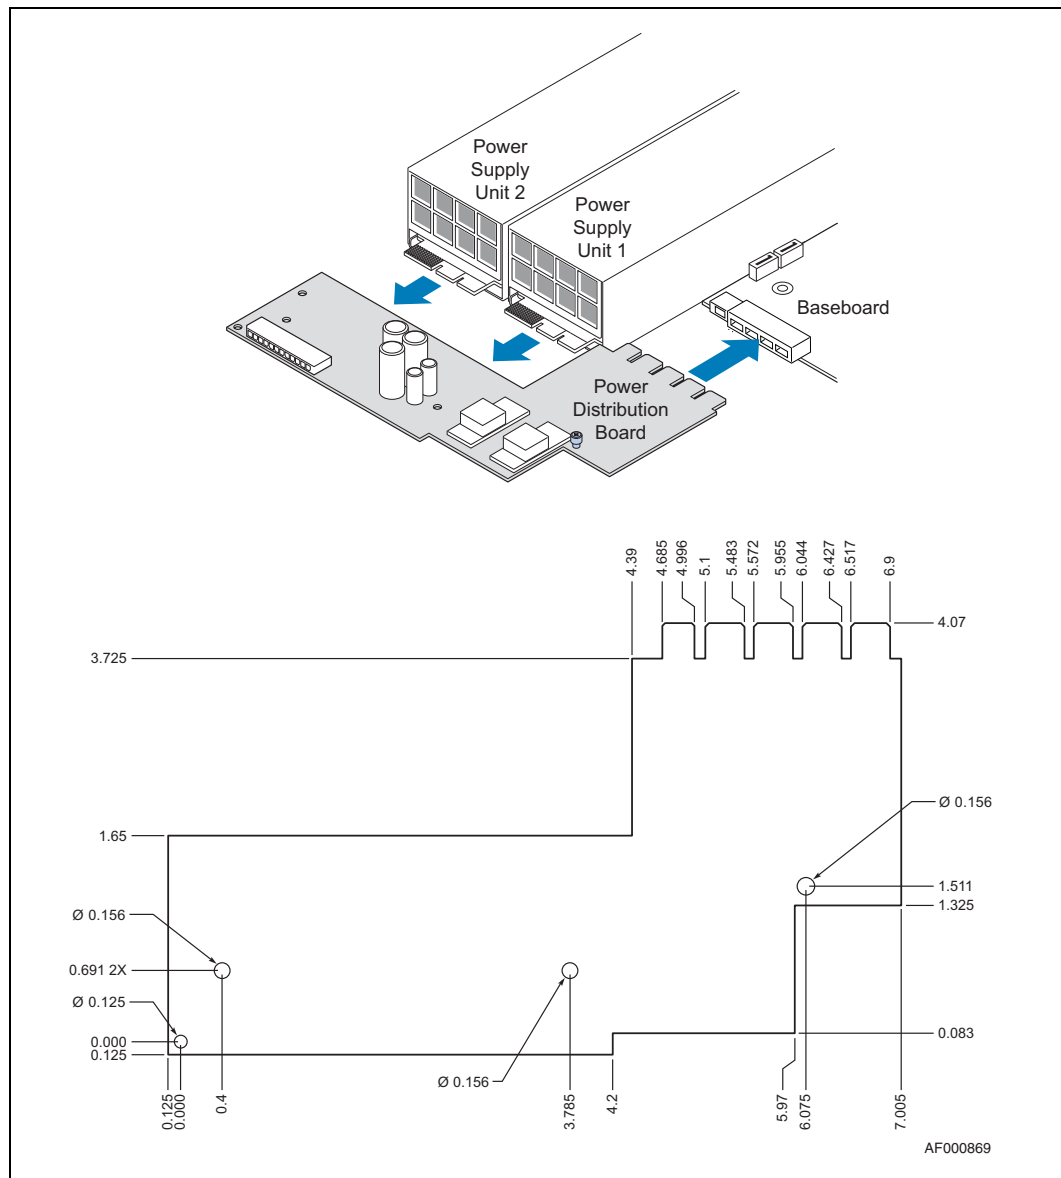 Power
Supply
Unit 2
Power
Supply
Unit 1
Baseboard
Power
Distribution
Board
4.39
4.685
4.996
5.1
5.483
5.572
5.955
6.044
6.427
6.517
6.9
4.07
3.725
Ø 0.156
1.65
1.511
1.325
Ø 0.156
0.691 2X
Ø 0.125
0.000
0.125
0.083
Ø 0.156
0.125
0.000
0.4
3.785
4.2
5.97
6.075
7.005
AF000869